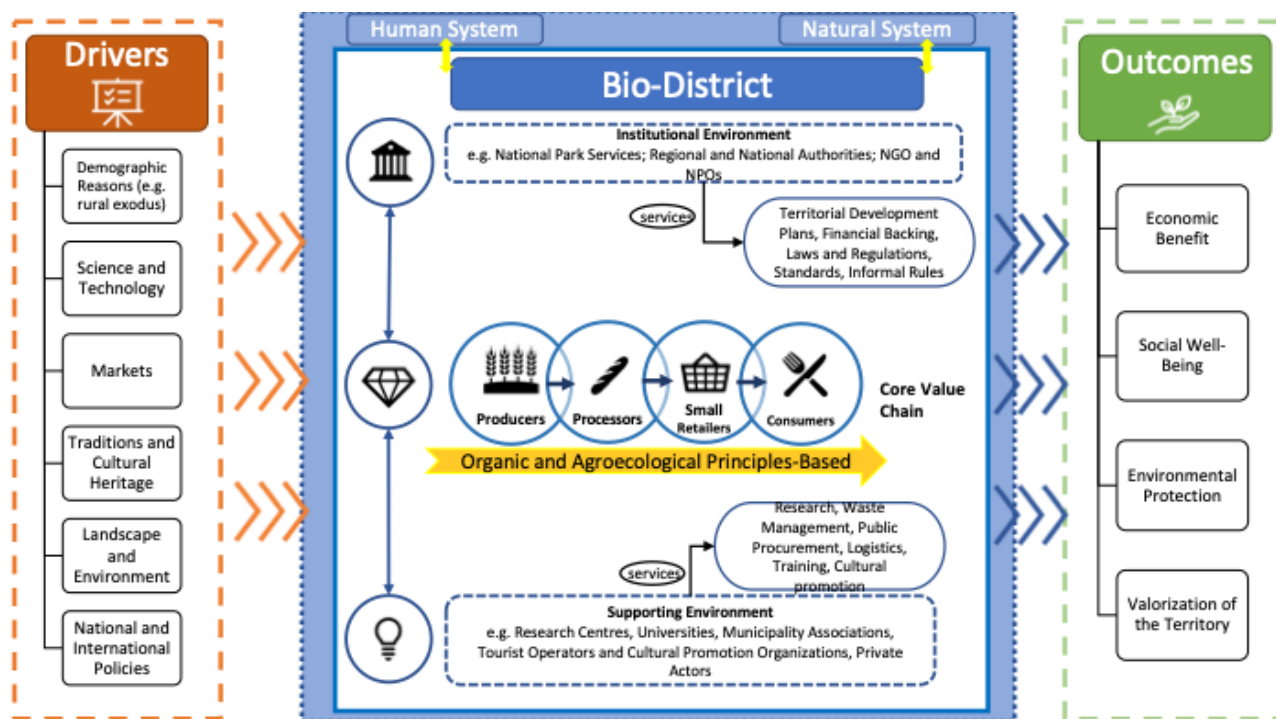 Drivers
Demographic
Reasons (e.g.
rural exodus)
Science and
Technology
Markets
Traditions and
Cultural
Heritage
Landscape
and
Environment
National and
International
Policies
Human System
Natural System
Bio-District
Institutional Environment
e.g. National Park Services; Regional and National Authorities; NGO and
NPOs
services
Territorial Development
Plans, Financial Backing,
Laws and Regulations,
Standards, Informal Rules
Producers
Processors
Small
Retailers
Consumers
Core Value
Chain
Organic and Agroecological Principles-Based
Research, Waste
Management, Public
Procurement, Logistics,
Training, Cultural
promotion
services
Supporting Environment
e.g. Research Centres, Universities, Municipality Associations,
Tourist Operators and Cultural Promotion Organizations, Private
Actors
Outcomes
Economic
Benefit
Social Well-
Being
Environmental
Protection
Valorization of
the Territory